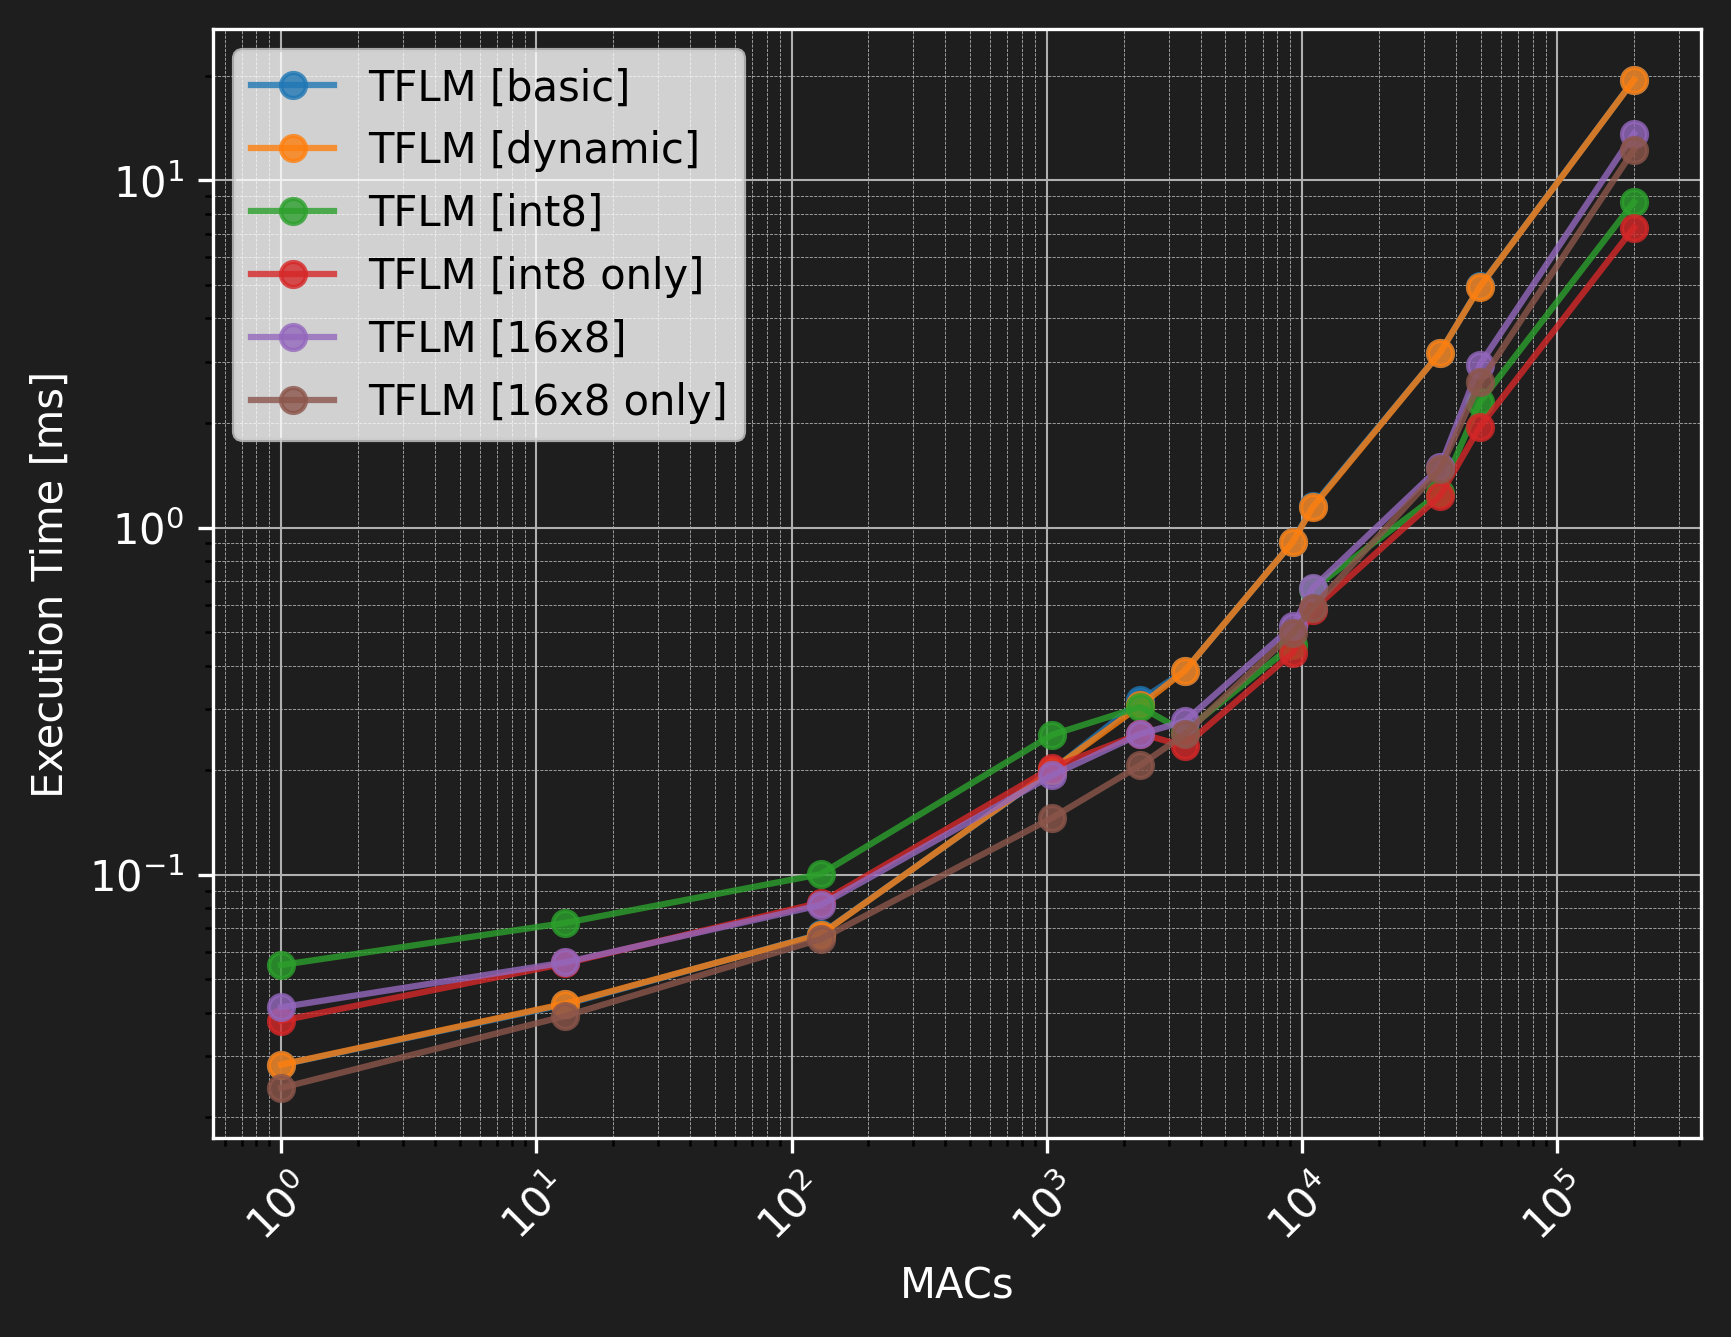 TFLM [basic]
TFLM [dynamic]
TFLM [int8]
TFLM [int8 only]
TFLM [16x8]
TFLM [16x8 only]
10¹
10⁰
10⁻¹
Execution Time [ms]
10⁰ 10¹ 10² 10³ 10⁴ 10⁵
MACs